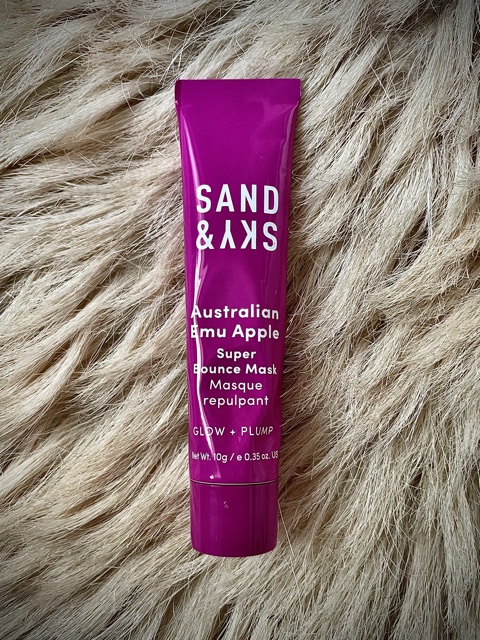 SAND
&SKY
Australian
Emu Apple
Super
Bounce Mask
Masque
repulpant
GLOW + PLUMP
Net Wt. 10g / e 0.35 oz. US